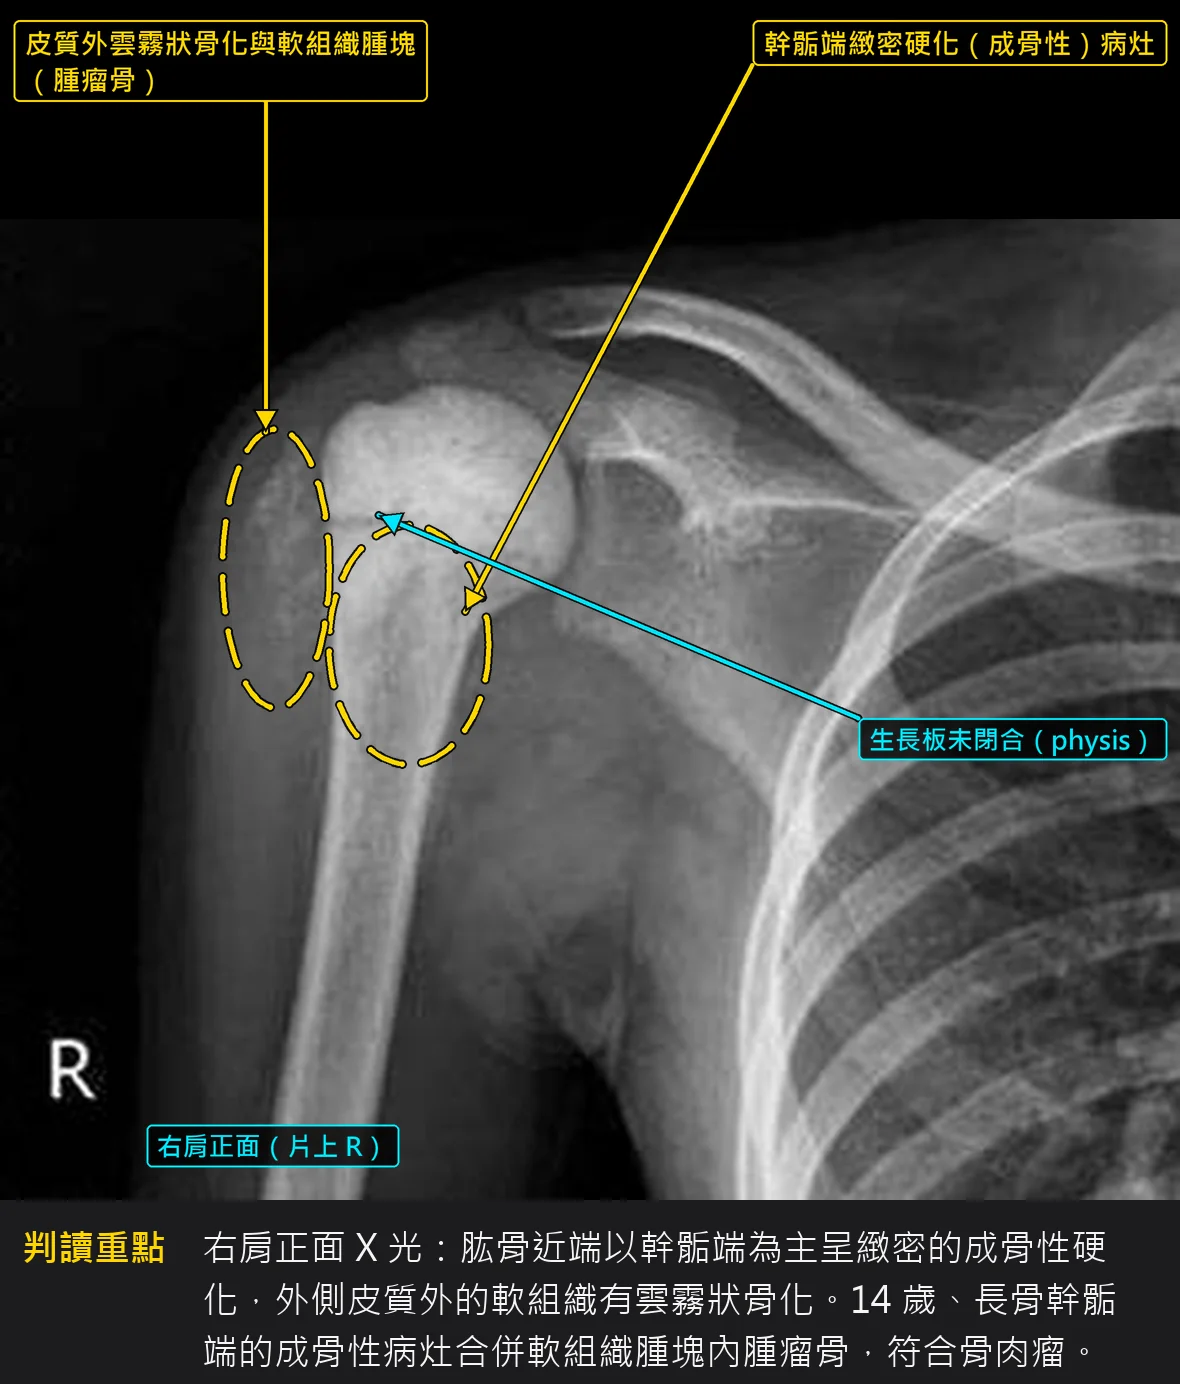 皮質外雲霧狀骨化與軟組織腫塊
（腫瘤骨）
幹骺端緻密硬化（成骨性）病灶
生長板未閉合（physis）
R
右肩正面（片上 R）
判讀重點
右肩正面 X 光：肱骨近端以幹骺端為主呈緻密的成骨性硬
化，外側皮質外的軟組織有雲霧狀骨化。14 歲、長骨幹骺
端的成骨性病灶合併軟組織腫塊內腫瘤骨，符合骨肉瘤。